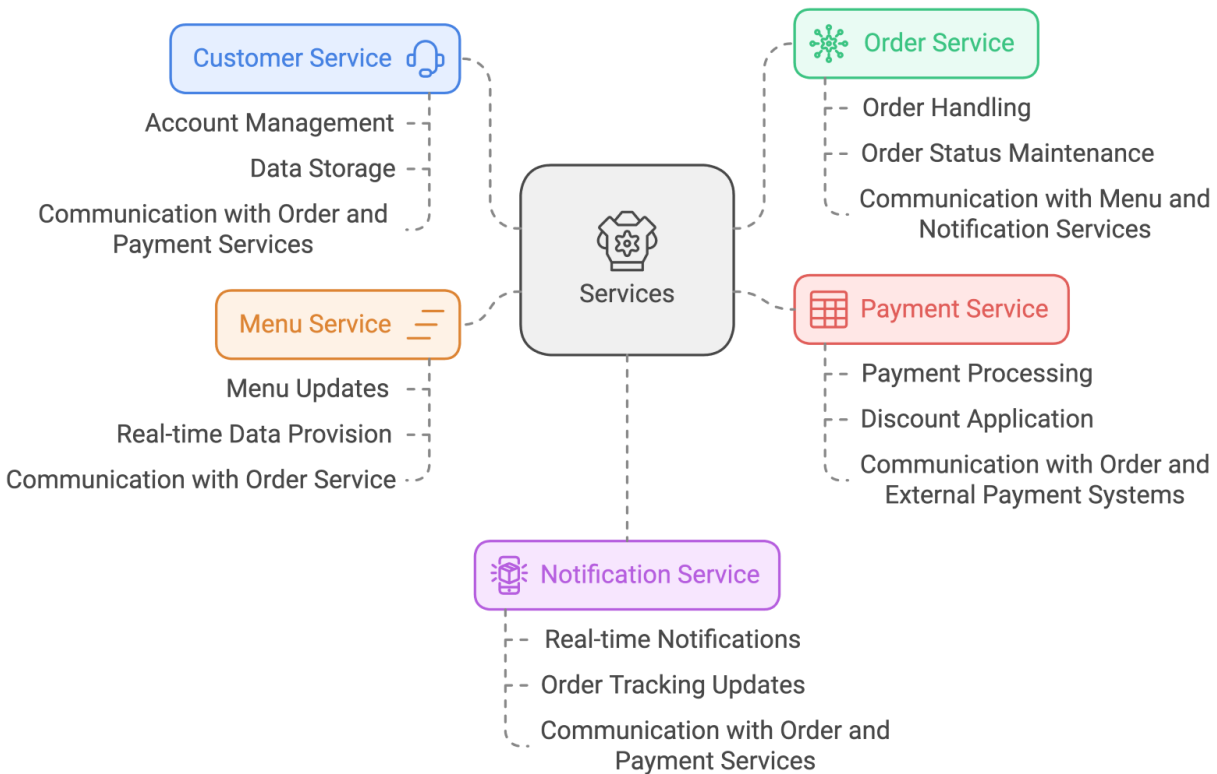 Customer Service
Account Management
Data Storage
Communication with Order and
Payment Services
Order Service
Order Handling
Order Status Maintenance
Communication with Menu and
Notification Services
Services
Menu Service
Menu Updates
Real-time Data Provision
Communication with Order Service
Payment Service
Payment Processing
Discount Application
Communication with Order and
External Payment Systems
Notification Service
Real-time Notifications
Order Tracking Updates
Communication with Order and
Payment Services